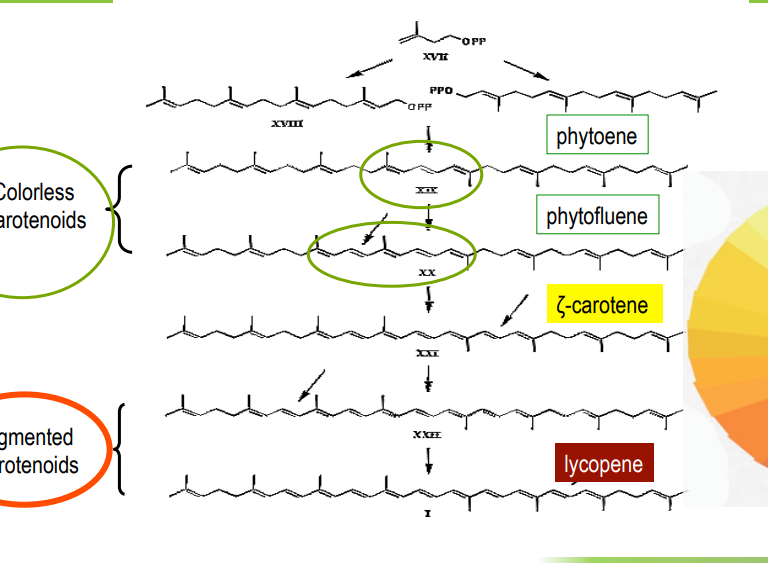 OPP
XVII
PPO
OPP
XVIII
phytoene
Colorless
arotenoids
XIX
phytofluene
XX
ζ-carotene
XXI
gmented
rotenoids
XXII
lycopene
I